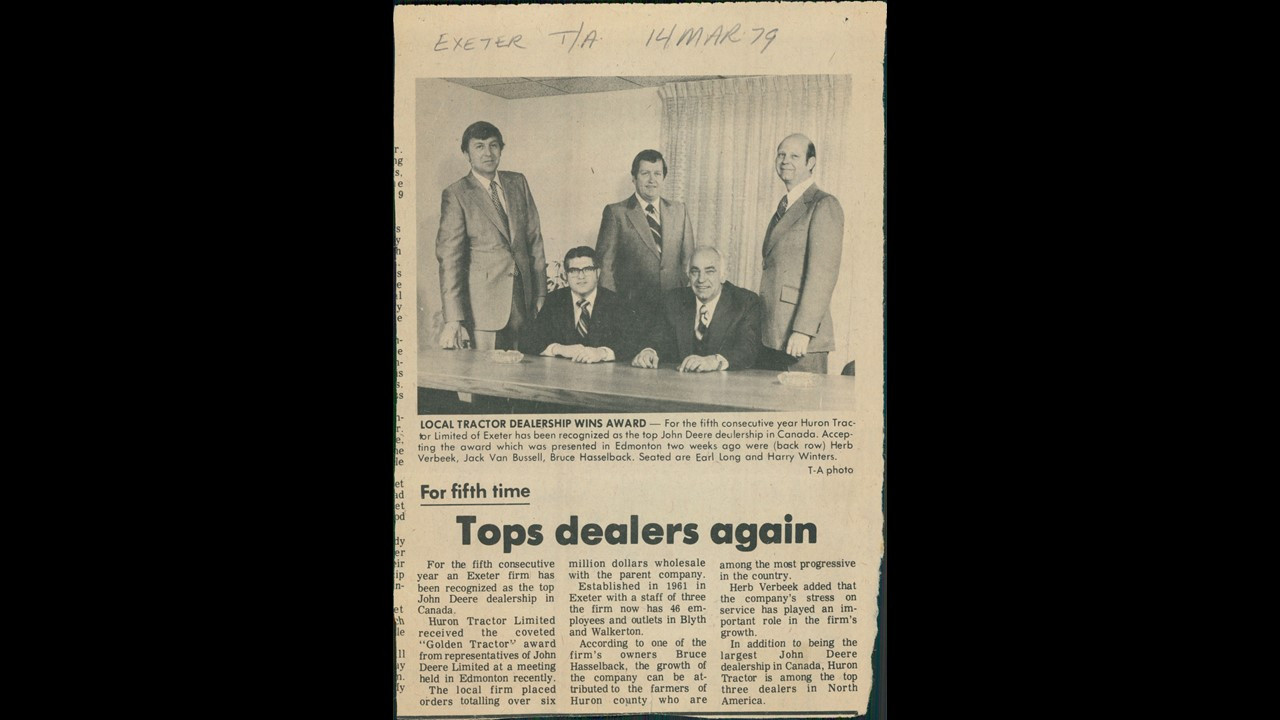 EXETER T/A 14 MAR 79
LOCAL TRACTOR DEALERSHIP WINS AWARD — For the fifth consecutive year Huron Trac-
tor Limited of Exeter has been recognized as the top John Deere dealership in Canada. Accep-
ting the award which was presented in Edmonton two weeks ago were (back row) Herb
Verbeek, Jack Van Bussell, Bruce Hasselback. Seated are Earl Long and Harry Winters.
T-A photo
For fifth time
Tops dealers again
For the fifth consecutive
year an Exeter firm has
been recognized as the top
John Deere dealership in
Canada.
Huron Tractor Limited
received the coveted
"Golden Tractor" award
from representatives of John
Deere Limited at a meeting
held in Edmonton recently.
The local firm placed
orders totalling over six
million dollars wholesale
with the parent company.
Established in 1961 in
Exeter with a staff of three
the firm now has 46 em-
ployees and outlets in Blyth
and Walkerton.
According to one of the
firm's owners Bruce
Hasselback, the growth of
the company can be at-
tributed to the farmers of
Huron county who are
among the most progressive
in the country.
Herb Verbeek added that
the company's stress on
service has played an im-
portant role in the firm's
growth.
In addition to being the
largest John Deere
dealership in Canada, Huron
Tractor is among the top
three dealers in North
America.